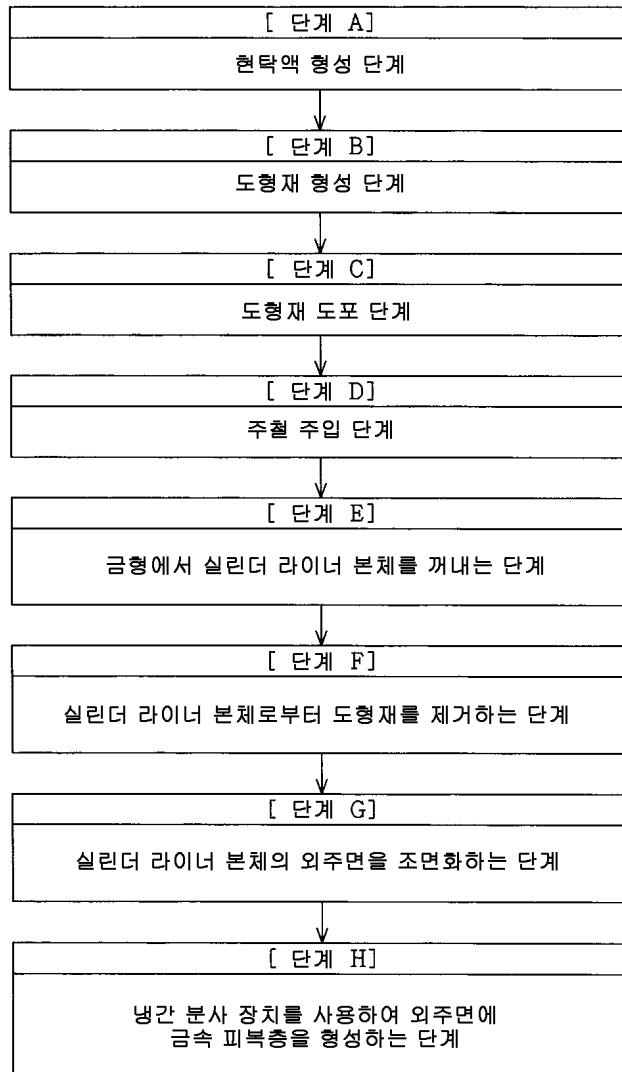 [ 단계 A]
현탁액 형성 단계
[ 단계 B]
도형재 형성 단계
[ 단계 C]
도형재 도포 단계
[ 단계 D]
주철 주입 단계
[ 단계 E]
금형에서 실린더 라이너 본체를 꺼내는 단계
[ 단계 F]
실린더 라이너 본체로부터 도형재를 제거하는 단계
[ 단계 G]
실린더 라이너 본체의 외주면을 조면화하는 단계
[ 단계 H]
냉간 분사 장치를 사용하여 외주면에
금속 피복층을 형성하는 단계